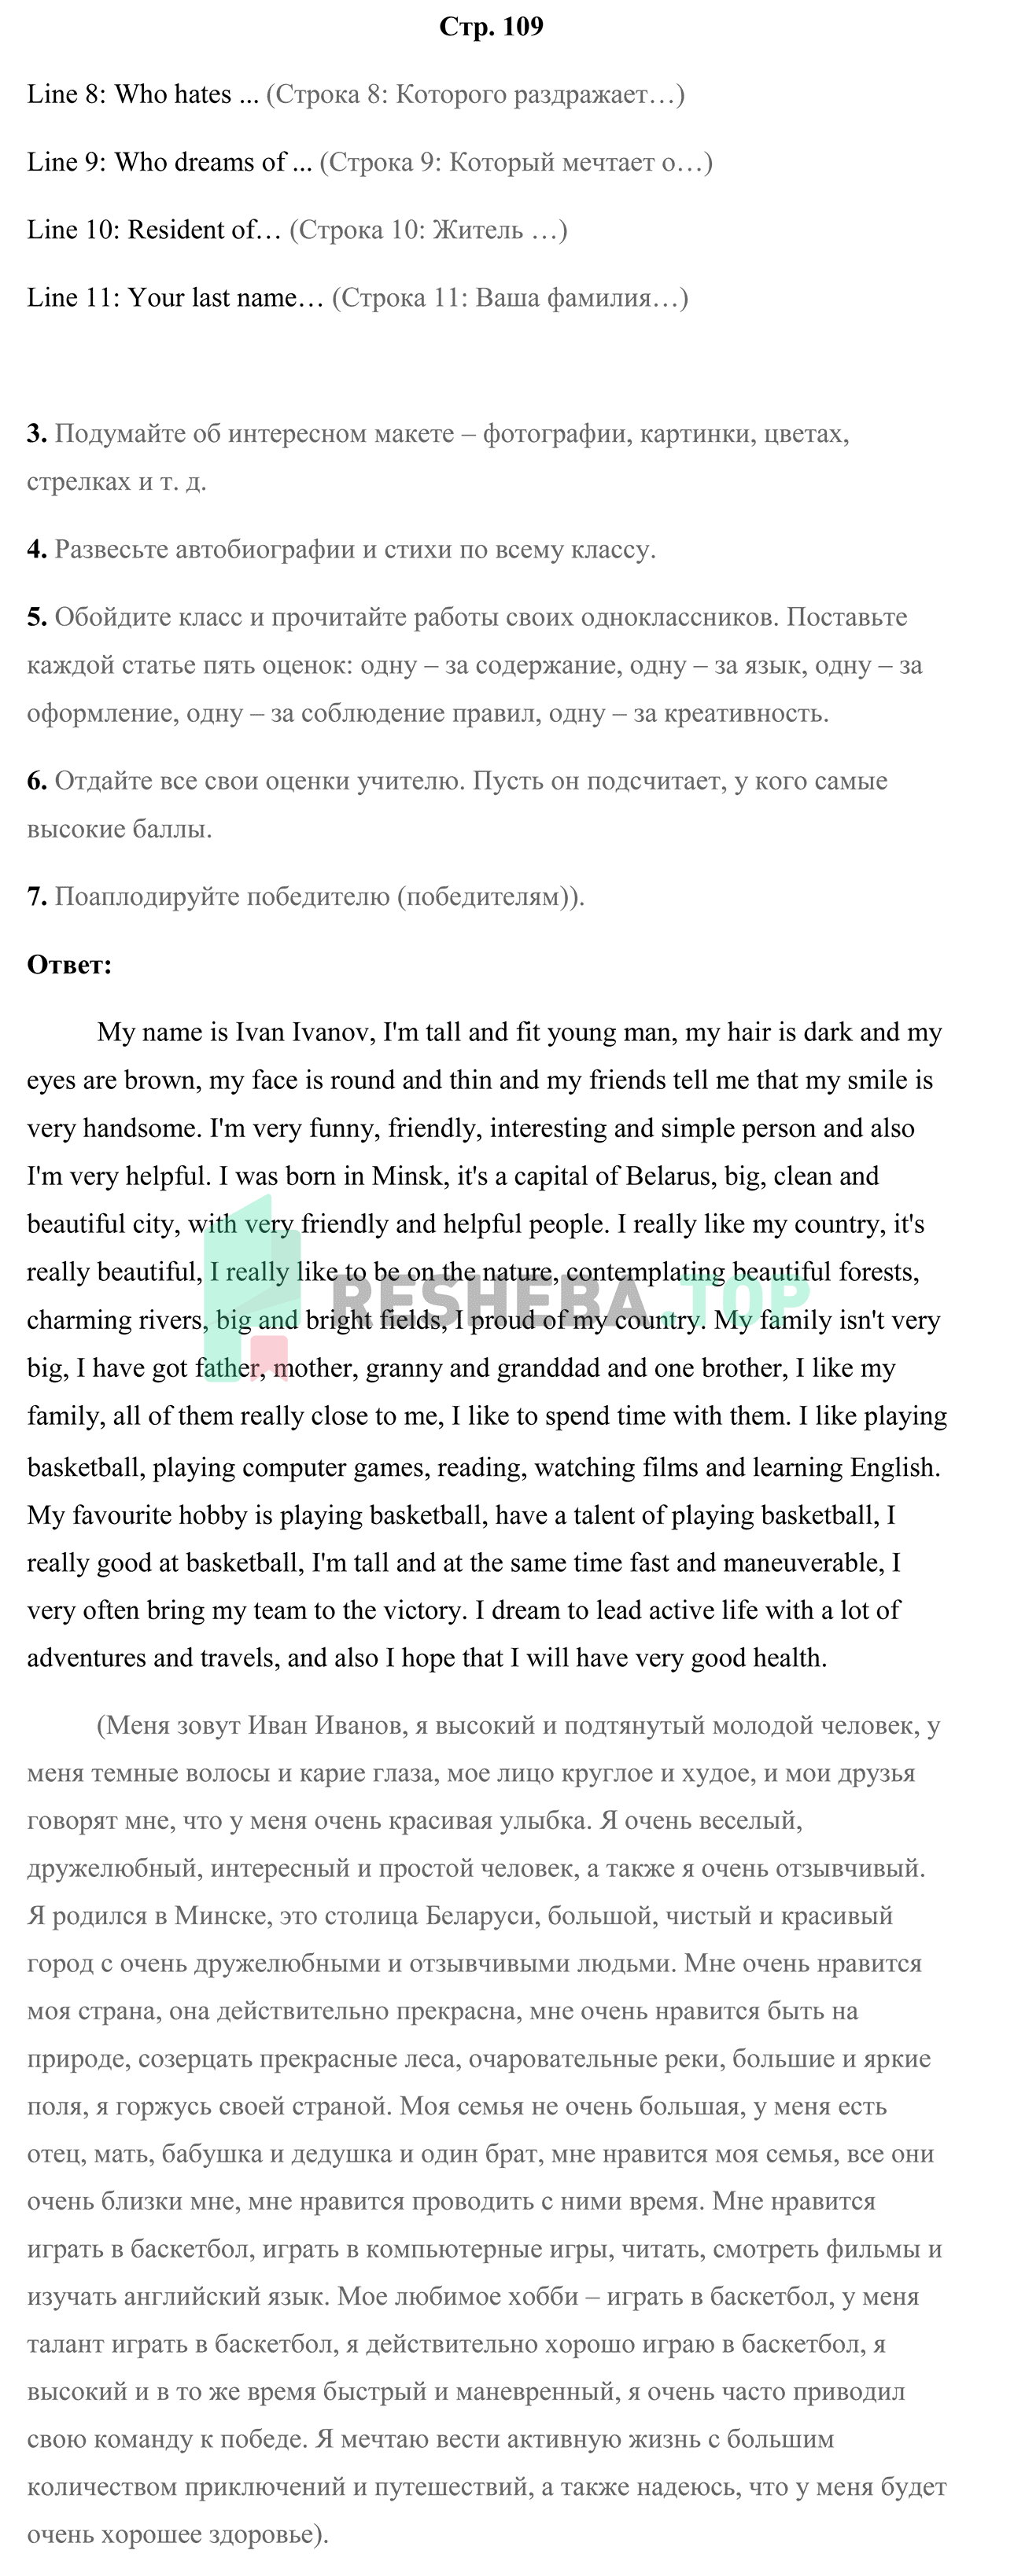 Стр. 109
Line 8: Who hates ... (Строка 8: Которого раздражает…)
Line 9: Who dreams of ... (Строка 9: Который мечтает о…)
Line 10: Resident of… (Строка 10: Житель …)
Line 11: Your last name… (Строка 11: Ваша фамилия…)
3. Подумайте об интересном макете – фотографии, картинки, цветах,
стрелках и т. д.
4. Развесьте автобиографии и стихи по всему классу.
5. Обойдите класс и прочитайте работы своих одноклассников. Поставьте
каждой статье пять оценок: одну – за содержание, одну – за язык, одну – за
оформление, одну – за соблюдение правил, одну – за креативность.
6. Отдайте все свои оценки учителю. Пусть он подсчитает, у кого самые
высокие баллы.
7. Поаплодируйте победителю (победителям)).
Ответ:
My name is Ivan Ivanov, I'm tall and fit young man, my hair is dark and my
eyes are brown, my face is round and thin and my friends tell me that my smile is
very handsome. I'm very funny, friendly, interesting and simple person and also
I'm very helpful. I was born in Minsk, it's a capital of Belarus, big, clean and
beautiful city, with very friendly and helpful people. I really like my country, it's
really beautiful, I really like to be on the nature, contemplating beautiful forests,
RESHEBA.TOP
charming rivers, big and bright fields, I proud of my country. My family isn't very
big, I have got father, mother, granny and granddad and one brother, I like my
family, all of them really close to me, I like to spend time with them. I like playing
basketball, playing computer games, reading, watching films and learning English.
My favourite hobby is playing basketball, have a talent of playing basketball, I
really good at basketball, I'm tall and at the same time fast and maneuverable, I
very often bring my team to the victory. I dream to lead active life with a lot of
adventures and travels, and also I hope that I will have very good health.
(Меня зовут Иван Иванов, я высокий и подтянутый молодой человек, у
меня темные волосы и карие глаза, мое лицо круглое и худое, и мои друзья
говорят мне, что у меня очень красивая улыбка. Я очень веселый,
дружелюбный, интересный и простой человек, а также я очень отзывчивый.
Я родился в Минске, это столица Беларуси, большой, чистый и красивый
город с очень дружелюбными и отзывчивыми людьми. Мне очень нравится
моя страна, она действительно прекрасна, мне очень нравится быть на
природе, созерцать прекрасные леса, очаровательные реки, большие и яркие
поля, я горжусь своей страной. Моя семья не очень большая, у меня есть
отец, мать, бабушка и дедушка и один брат, мне нравится моя семья, все они
очень близки мне, мне нравится проводить с ними время. Мне нравится
играть в баскетбол, играть в компьютерные игры, читать, смотреть фильмы и
изучать английский язык. Мое любимое хобби – играть в баскетбол, у меня
талант играть в баскетбол, я действительно хорошо играю в баскетбол, я
высокий и в то же время быстрый и маневренный, я очень часто приводил
свою команду к победе. Я мечтаю вести активную жизнь с большим
количеством приключений и путешествий, а также надеюсь, что у меня будет
очень хорошее здоровье).